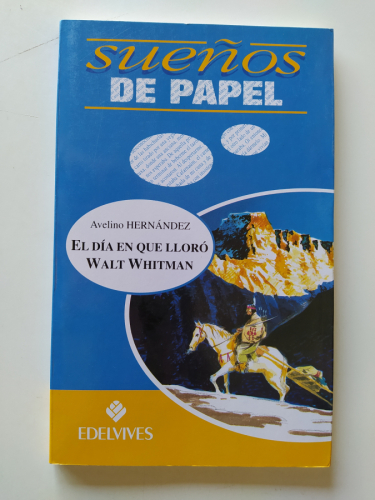 sueños
DE PAPEL
Avelino HERNÁNDEZ
EL DÍA EN QUE LLORÓ
WALT WHITMAN
EDELVIVES